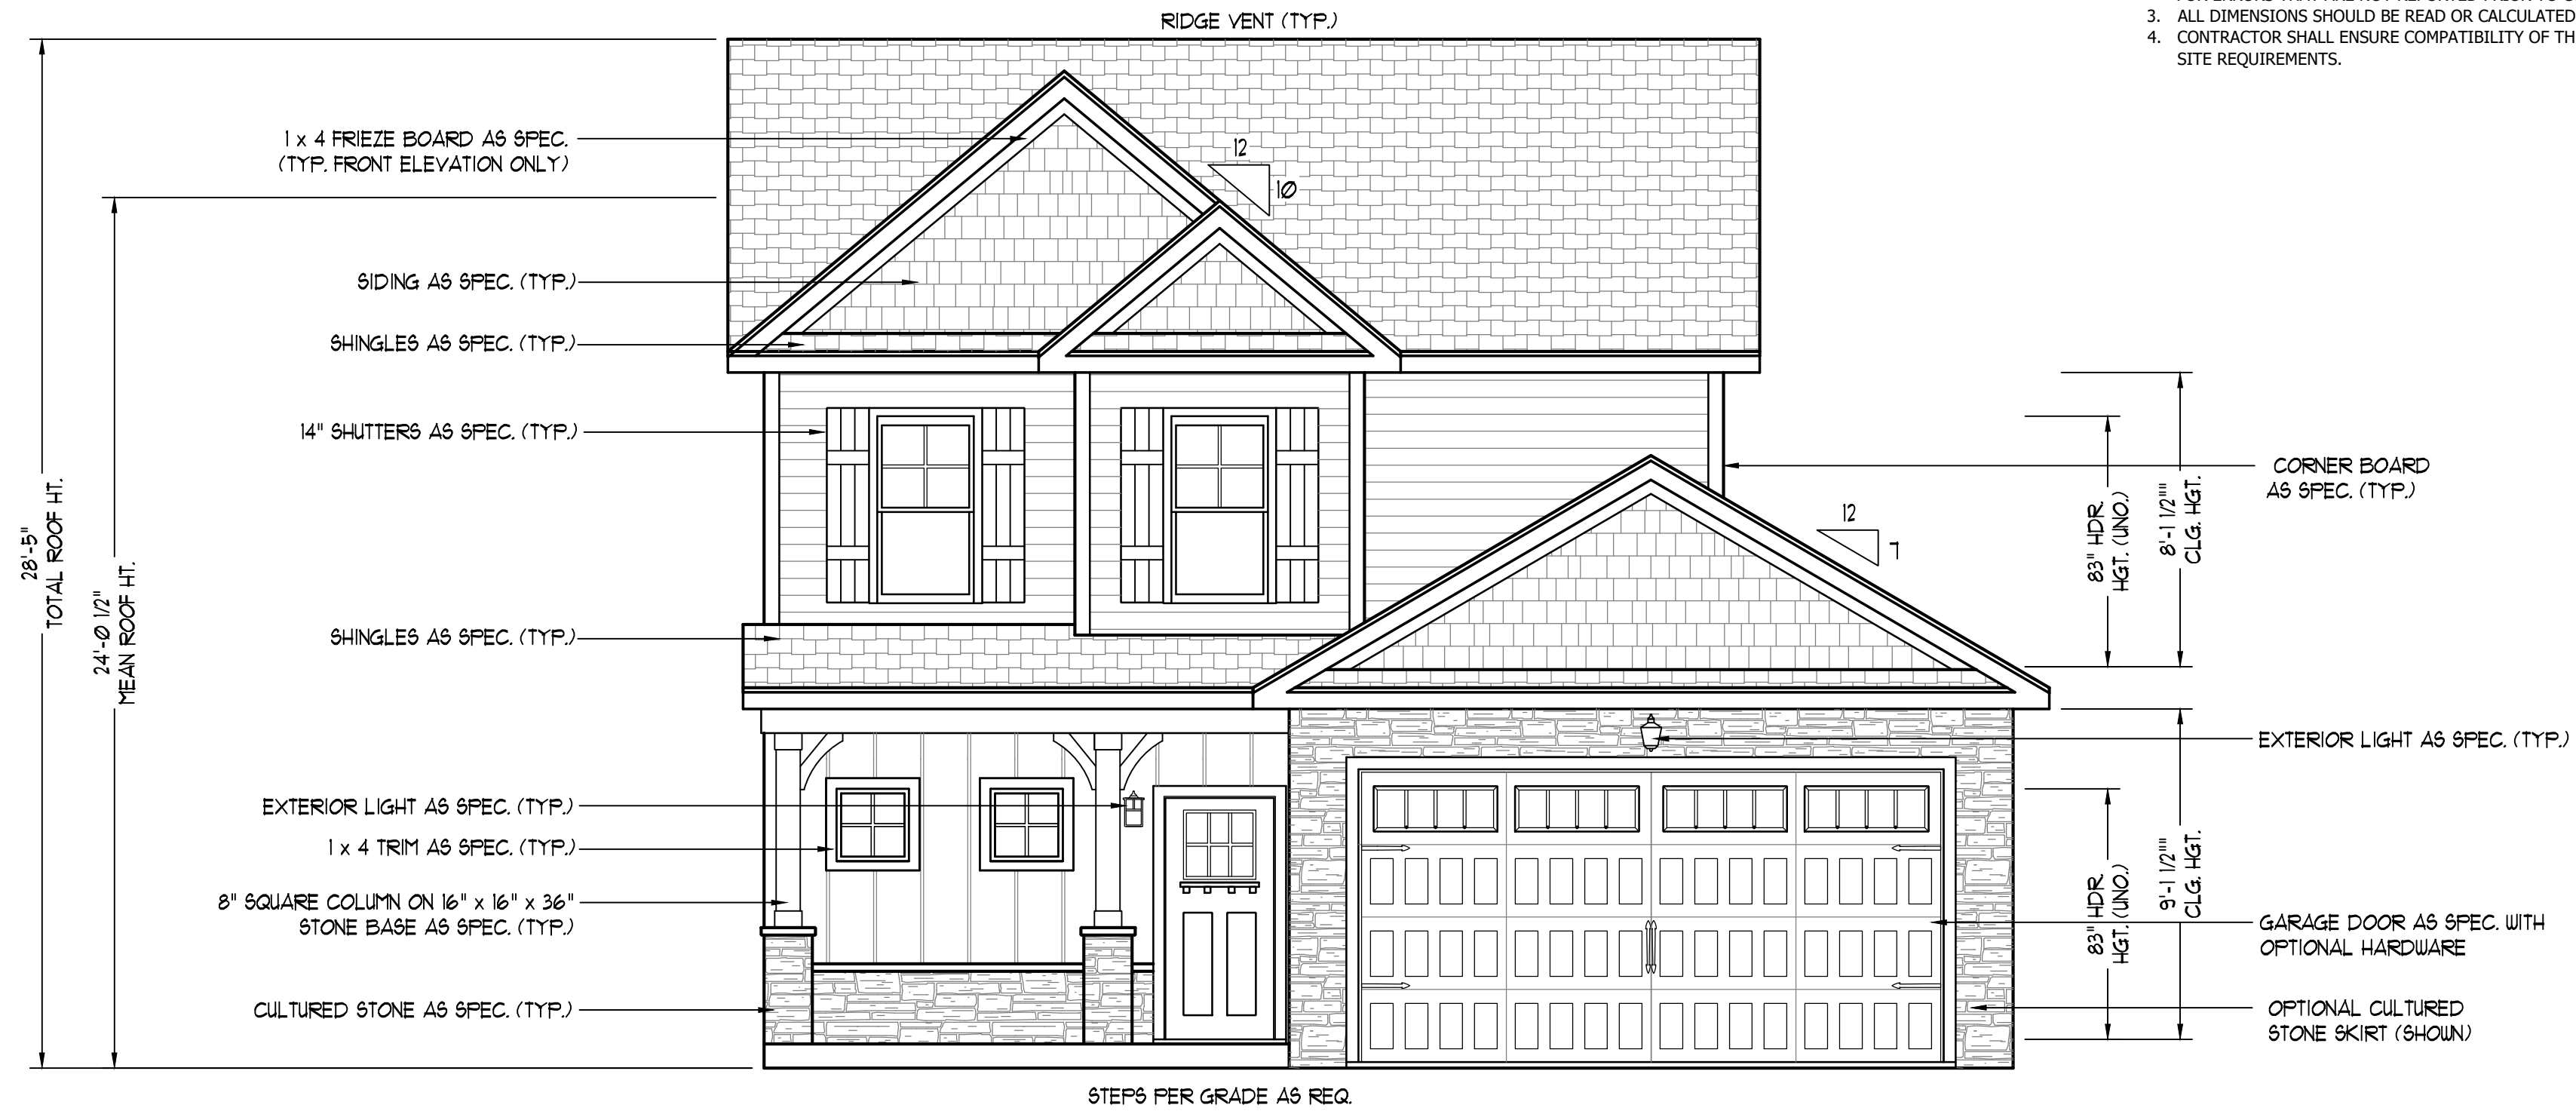 RIDGE VENT (TYP.)
3. ALL DIMENSIONS SHOULD BE READ OR CALCULATED
4. CONTRACTOR SHALL ENSURE COMPATIBILITY OF TH
SITE REQUIREMENTS.
1 x 4 FRIEZE BOARD AS SPEC.
(TYP. FRONT ELEVATION ONLY)
12
10
SIDING AS SPEC. (TYP.)
SHINGLES AS SPEC. (TYP.)
14" SHUTTERS AS SPEC. (TYP.)
28'-5"
TOTAL ROOF HT.
24'-0 1/2"
MEAN ROOF HT.
CORNER BOARD
AS SPEC. (TYP.)
83" HDR.
HGT. (UNO.)
8'-1 1/2""
CLG. HGT.
12
7
SHINGLES AS SPEC. (TYP.)
EXTERIOR LIGHT AS SPEC. (TYP.)
EXTERIOR LIGHT AS SPEC. (TYP.)
1 x 4 TRIM AS SPEC. (TYP.)
8" SQUARE COLUMN ON 16" x 16" x 36"
STONE BASE AS SPEC. (TYP.)
83" HDR.
HGT. (UNO.)
9'-1 1/2""
CLG. HGT.
GARAGE DOOR AS SPEC. WITH
OPTIONAL HARDWARE
CULTURED STONE AS SPEC. (TYP.)
OPTIONAL CULTURED
STONE SKIRT (SHOWN)
STEPS PER GRADE AS REQ.